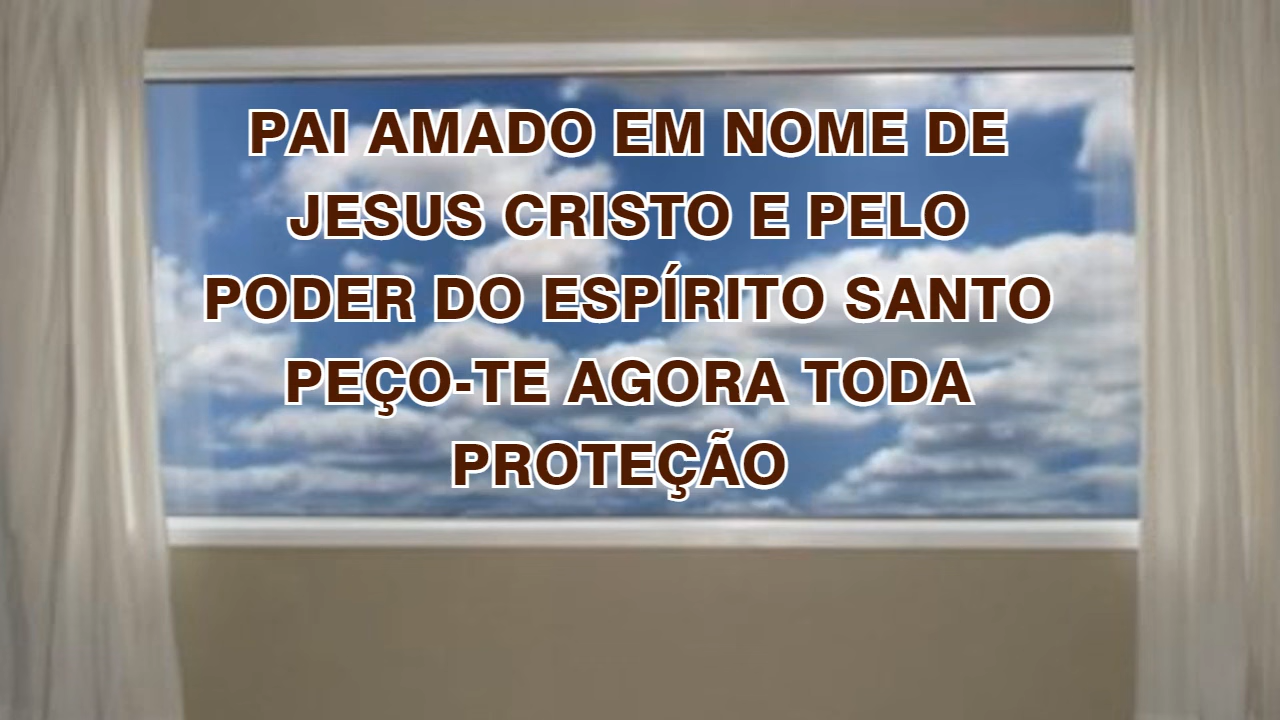 PAI AMADO EM NOME DE
JESUS CRISTO E PELO
PODER DO ESPÍRITO SANTO
PEÇO-TE AGORA TODA
PROTEÇÃO